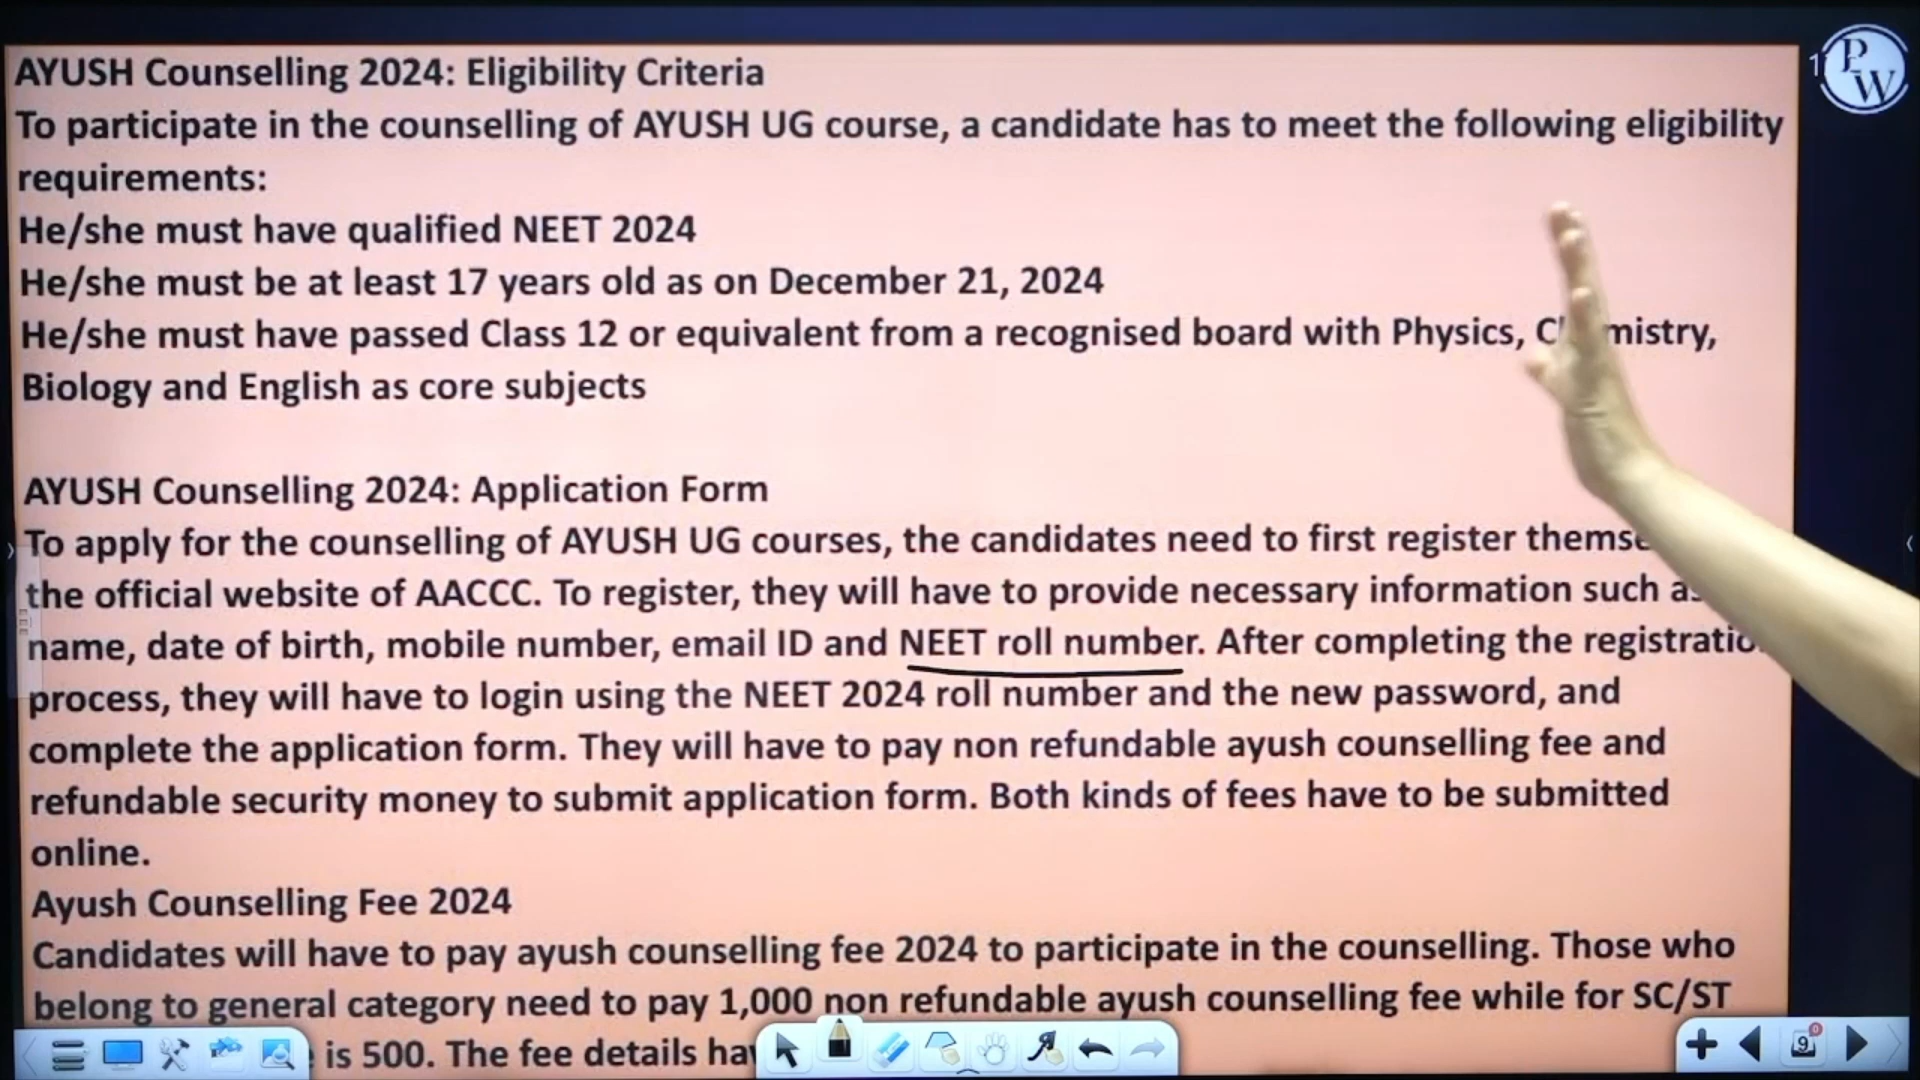 AYUSH Counselling 2024: Eligibility Criteria
To participate in the counselling of AYUSH UG course, a candidate has to meet the following eligibility
requirements:
He/she must have qualified NEET 2024
He/she must be at least 17 years old as on December 21, 2024
He/she must have passed Class 12 or equivalent from a recognised board with Physics,
Biology and English as core subjects
AYUSH Counselling 2024: Application Form
To apply for the counselling of AYUSH UG courses, the candidates need to first register
the official website of AACCC. To register, they will have to provide necessary information such
name, date of birth, mobile number, email ID and NEET roll number. After completing the
process, they will have to login using the NEET 2024 roll number and the new password, and
complete the application form. They will have to pay non refundable ayush counselling fee and
refundable security money to submit application form. Both kinds of fees have to be submitted
online.
Ayush Counselling Fee 2024
Candidates will have to pay ayush counselling fee 2024 to participate in the counselling. Those who
belong to general category need to pay 1,000 non refundable ayush counselling fee while for SC/ST
is 500. The fee details
PW
9
0